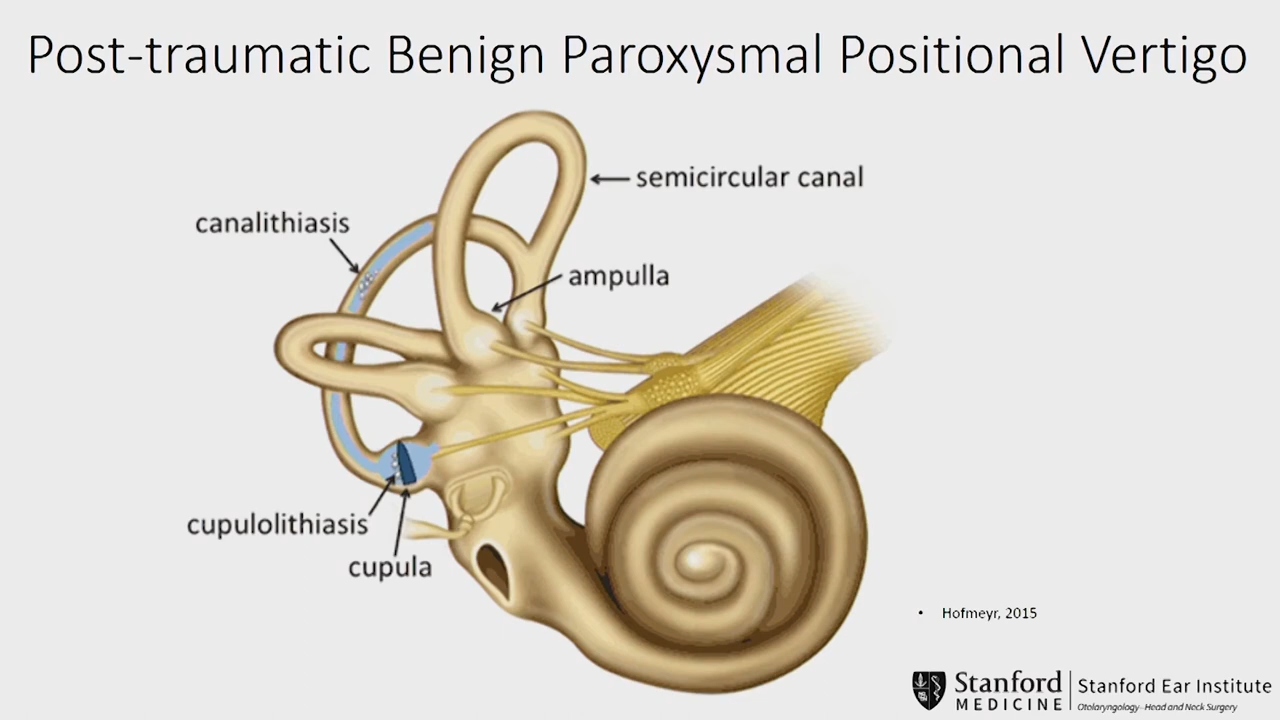 Post-traumatic Benign Paroxysmal Positional Vertigo
semicircular canal
canalithiasis
ampulla
cupulolithiasis
cupula
• Hofmeyr, 2015
Stanford
MEDICINE
Stanford Ear Institute
Otolaryngology–Head and Neck Surgery